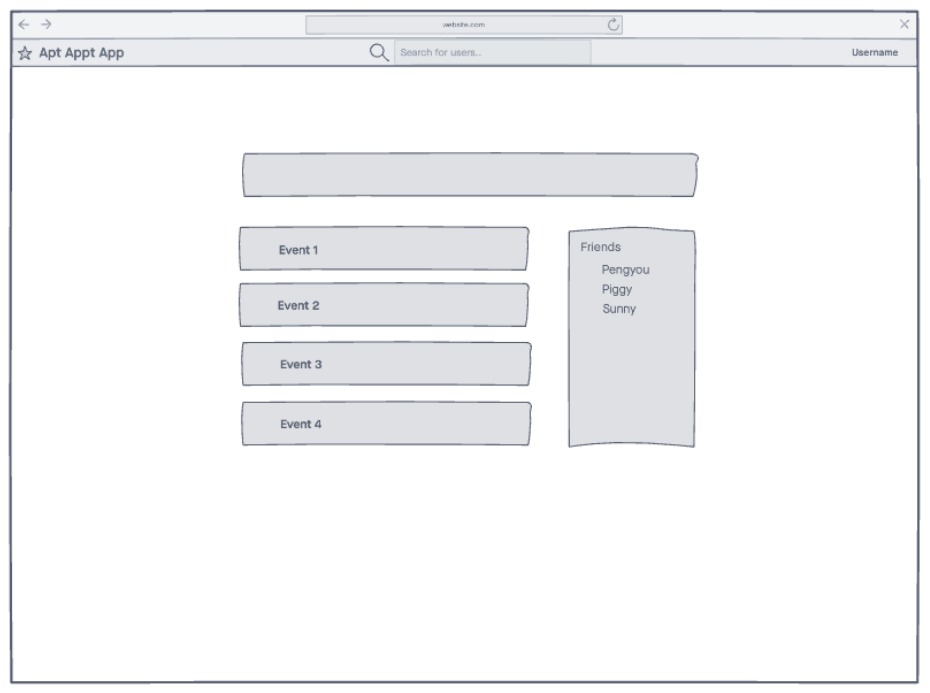 website.com
Apt Appt App
Search for users..
Username
Event 1
Event 2
Event 3
Event 4
Friends
Pengyou
Piggy
Sunny